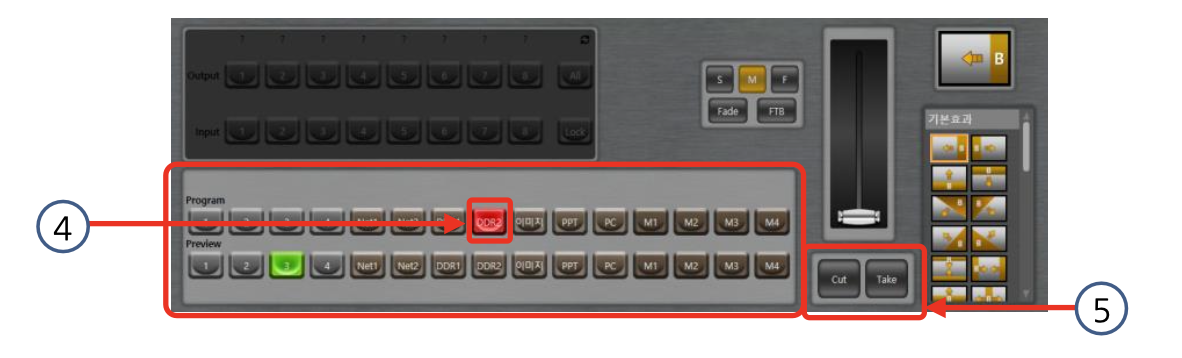 ? ? ? ? ? ? ? ?
Output 1 2 3 4 5 6 7 8 All
Input 1 2 3 4 5 6 7 8 Lock
S M F
Fade FTB
B
기본효과
Program
1 2 3 4 Net1 Net2 DDR2 이미지 PPT PC M1 M2 M3 M4
Preview
1 2 3 4 Net1 Net2 DDR1 DDR2 이미지 PPT PC M1 M2 M3 M4
Cut Take
4
5